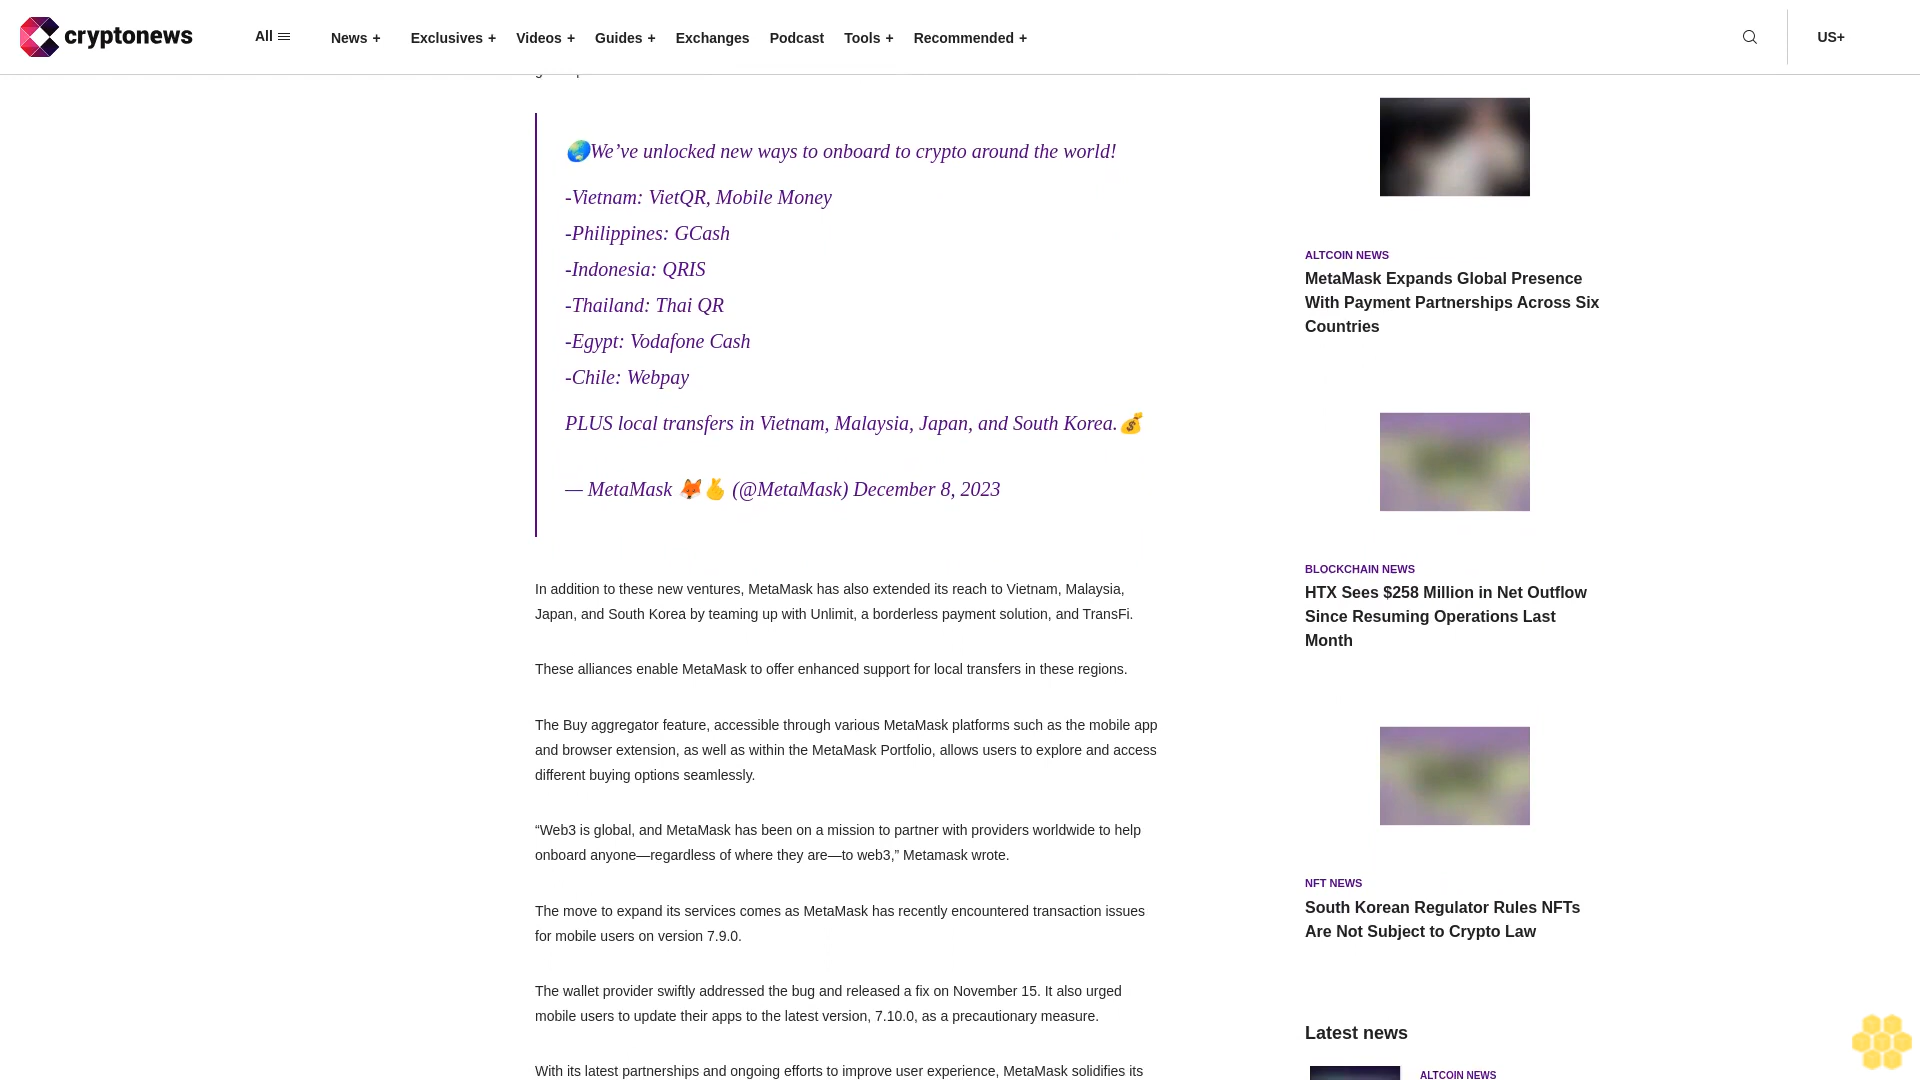 cryptonews
All
News +
Exclusives +
Videos +
Guides +
Exchanges
Podcast
Tools +
Recommended +
US+
🌏We’ve unlocked new ways to onboard to crypto around the world!
-Vietnam: VietQR, Mobile Money
-Philippines: GCash
-Indonesia: QRIS
-Thailand: Thai QR
-Egypt: Vodafone Cash
-Chile: Webpay
PLUS local transfers in Vietnam, Malaysia, Japan, and South Korea.💰
— MetaMask 🦊🫰 (@MetaMask) December 8, 2023
In addition to these new ventures, MetaMask has also extended its reach to Vietnam, Malaysia,
Japan, and South Korea by teaming up with Unlimit, a borderless payment solution, and TransFi.
These alliances enable MetaMask to offer enhanced support for local transfers in these regions.
The Buy aggregator feature, accessible through various MetaMask platforms such as the mobile app
and browser extension, as well as within the MetaMask Portfolio, allows users to explore and access
different buying options seamlessly.
“Web3 is global, and MetaMask has been on a mission to partner with providers worldwide to help
onboard anyone—regardless of where they are—to web3,” Metamask wrote.
The move to expand its services comes as MetaMask has recently encountered transaction issues
for mobile users on version 7.9.0.
The wallet provider swiftly addressed the bug and released a fix on November 15. It also urged
mobile users to update their apps to the latest version, 7.10.0, as a precautionary measure.
With its latest partnerships and ongoing efforts to improve user experience, MetaMask solidifies its
ALTCOIN NEWS
MetaMask Expands Global Presence
With Payment Partnerships Across Six
Countries
BLOCKCHAIN NEWS
HTX Sees $258 Million in Net Outflow
Since Resuming Operations Last
Month
NFT NEWS
South Korean Regulator Rules NFTs
Are Not Subject to Crypto Law
Latest news
ALTCOIN NEWS